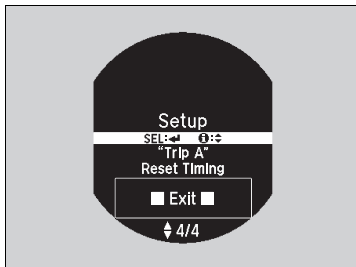 Setup
SEL:↵ ℹ:⬍
“Trip A”
Reset Timing
■ Exit ■
⬍ 4/4